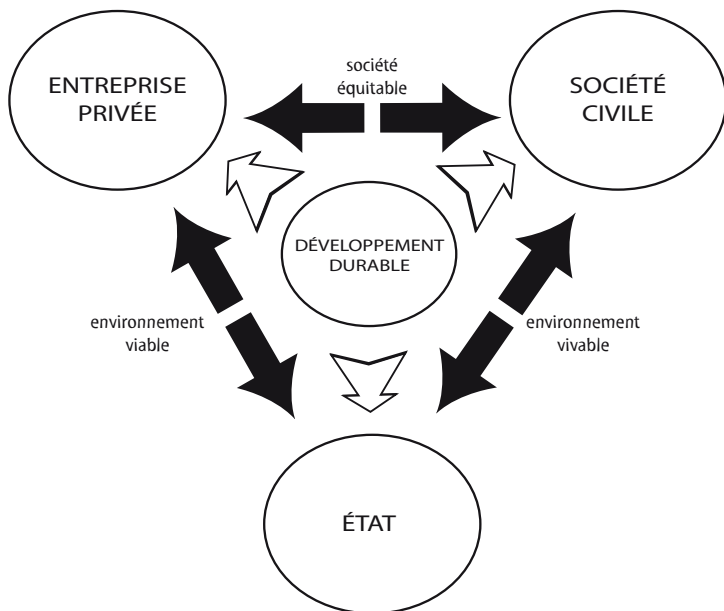 société
équitable
ENTREPRISE
PRIVÉE
SOCIÉTÉ
CIVILE
DÉVELOPPEMENT
DURABLE
environnement
viable
environnement
vivable
ÉTAT